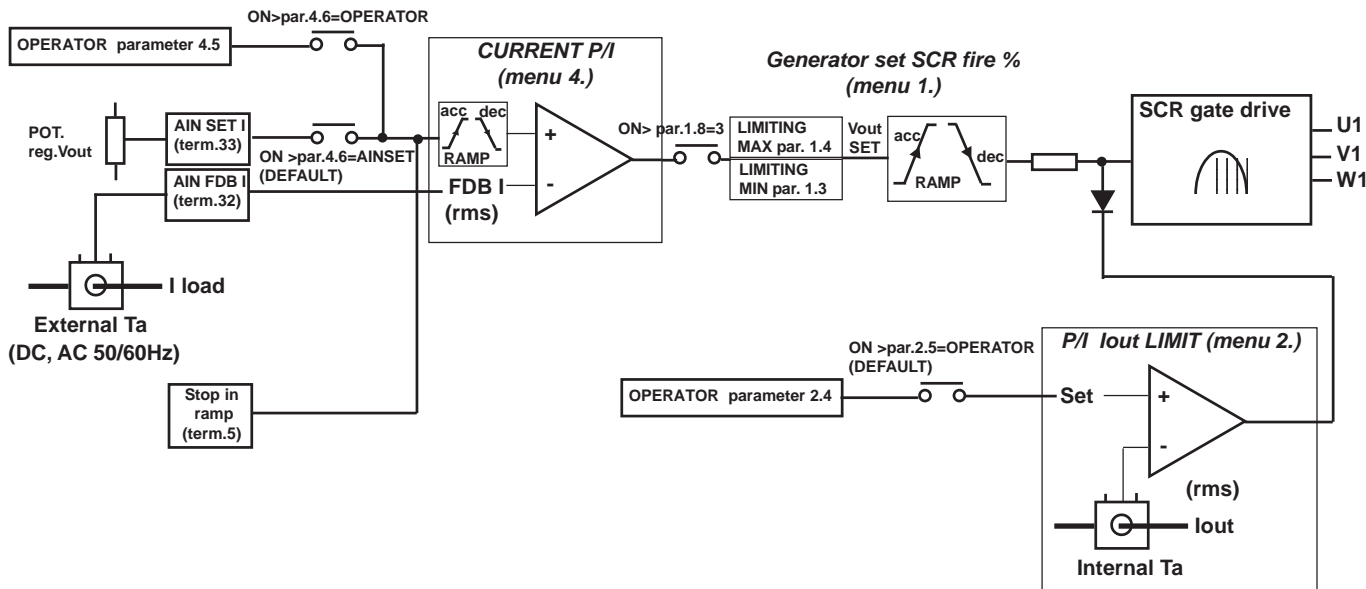 ON>par.4.6=OPERATOR
OPERATOR parameter 4.5
CURRENT P/I
(menu 4.)
Generator set SCR fire %
(menu 1.)
POT.
reg.Vout
AIN SET I
(term.33)
ON >par.4.6=AINSET
(DEFAULT)
AIN FDB I
(term.32)
acc
dec
RAMP
+
FDB I
-
(rms)
ON> par.1.8=3
LIMITING
MAX par. 1.4
LIMITING
MIN par. 1.3
Vout
SET
acc
dec
RAMP
SCR gate drive
U1
V1
W1
I load
External Ta
(DC, AC 50/60Hz)
Stop in
ramp
(term.5)
ON >par.2.5=OPERATOR
(DEFAULT)
OPERATOR parameter 2.4
P/I Iout LIMIT (menu 2.)
Set
+
-
(rms)
Iout
Internal Ta